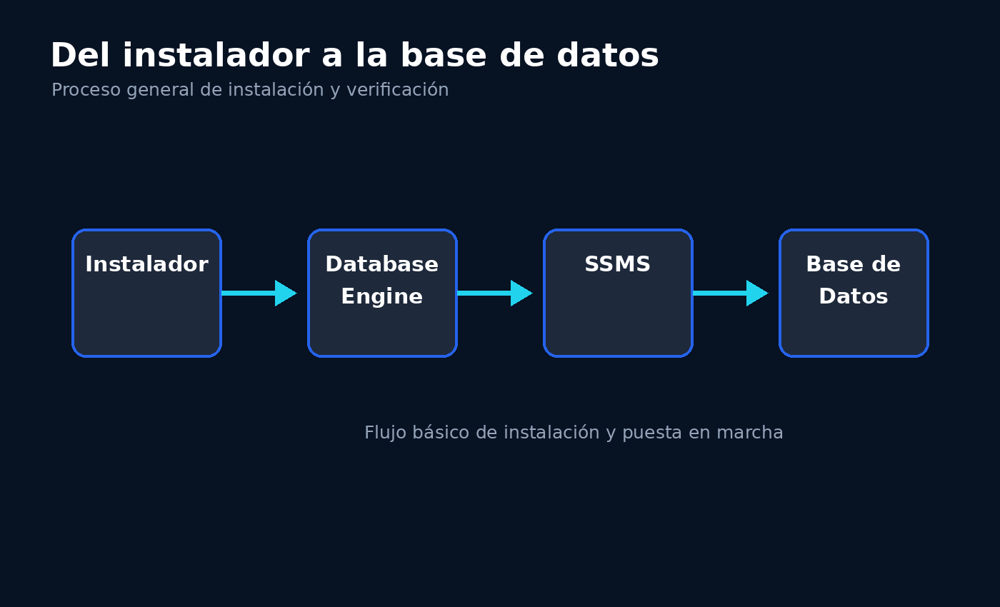 Del instalador a la base de datos
Proceso general de instalación y verificación
Instalador
Database
Engine
SSMS
Base de
Datos
Flujo básico de instalación y puesta en marcha